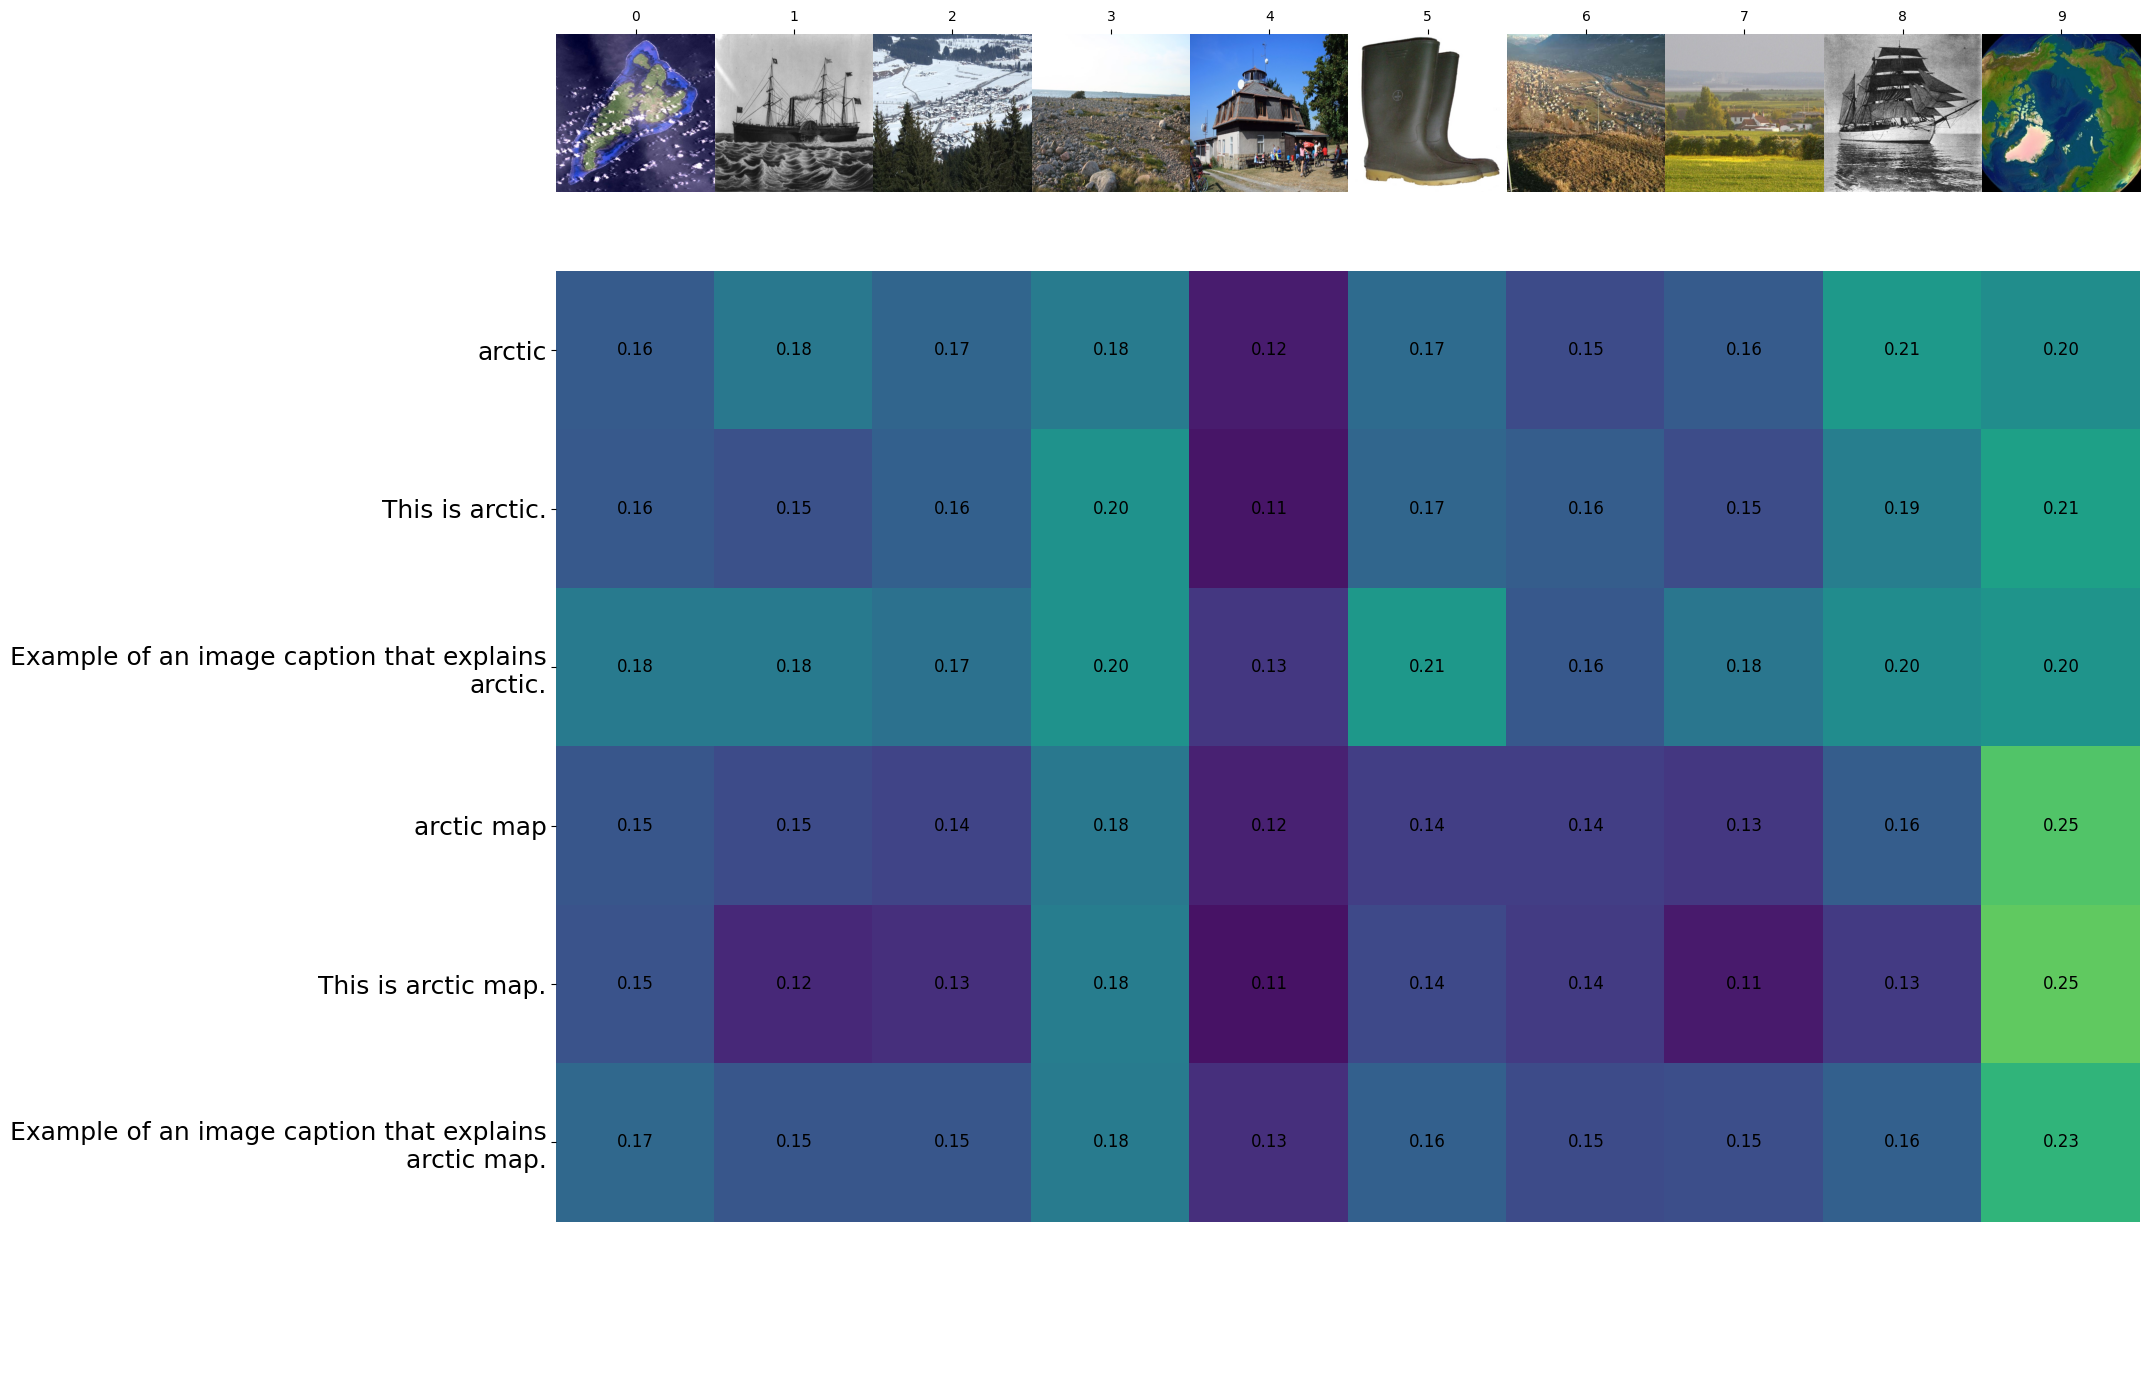 0 1 2 3 4 5 6 7 8 9
arctic 0.16 0.18 0.17 0.18 0.12 0.17 0.15 0.16 0.21 0.20
This is arctic. 0.16 0.15 0.16 0.20 0.11 0.17 0.16 0.15 0.19 0.21
Example of an image caption that explains
arctic. 0.18 0.18 0.17 0.20 0.13 0.21 0.16 0.18 0.20 0.20
arctic map 0.15 0.15 0.14 0.18 0.12 0.14 0.14 0.13 0.16 0.25
This is arctic map. 0.15 0.12 0.13 0.18 0.11 0.14 0.14 0.11 0.13 0.25
Example of an image caption that explains
arctic map. 0.17 0.15 0.15 0.18 0.13 0.16 0.15 0.15 0.16 0.23